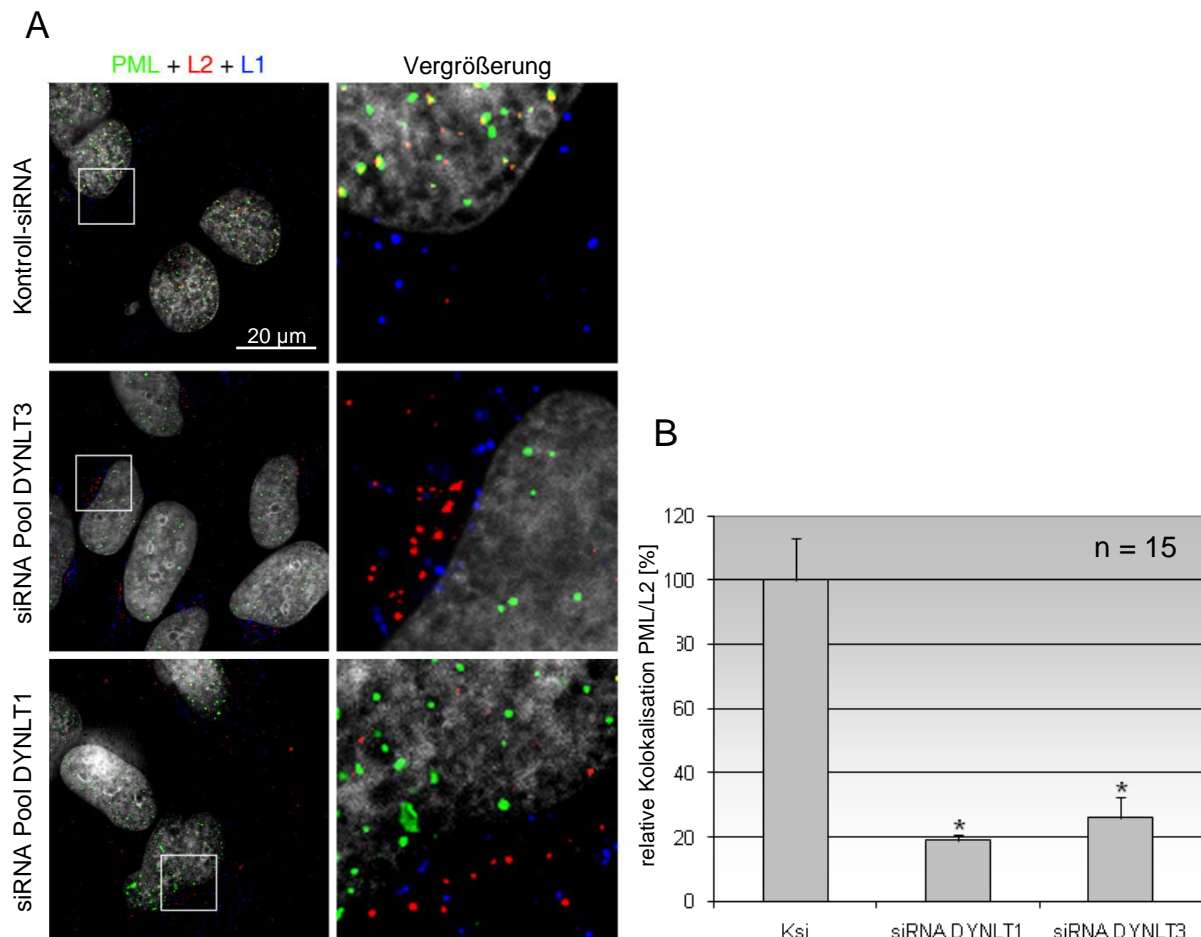 A
PML + L2 + L1
Vergrößerung
Kontroll-siRNA
20 µm
siRNA Pool DYNLT3
siRNA Pool DYNLT1
B
relative Kolokalisation PML/L2 [%]
120
100
80
60
40
20
0
n = 15
*
*
Ksi
siRNA DYNLT1
siRNA DYNLT3